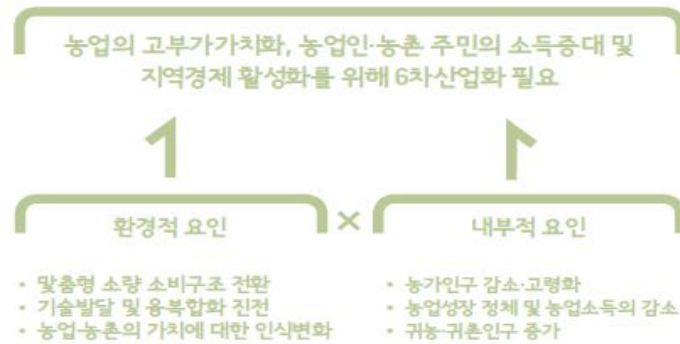 농업의 고부가가치화, 농업인·농촌 주민의 소득증대 및
지역경제 활성화를 위해 6차산업화 필요
환경적 요인
×
내부적 요인
• 맞춤형 소량 소비구조 전환
• 기술발달 및 융복합화 진전
• 농업·농촌의 가치에 대한 인식변화
• 농가인구 감소·고령화
• 농업성장 정체 및 농업소득의 감소
• 귀농·귀촌인구 증가